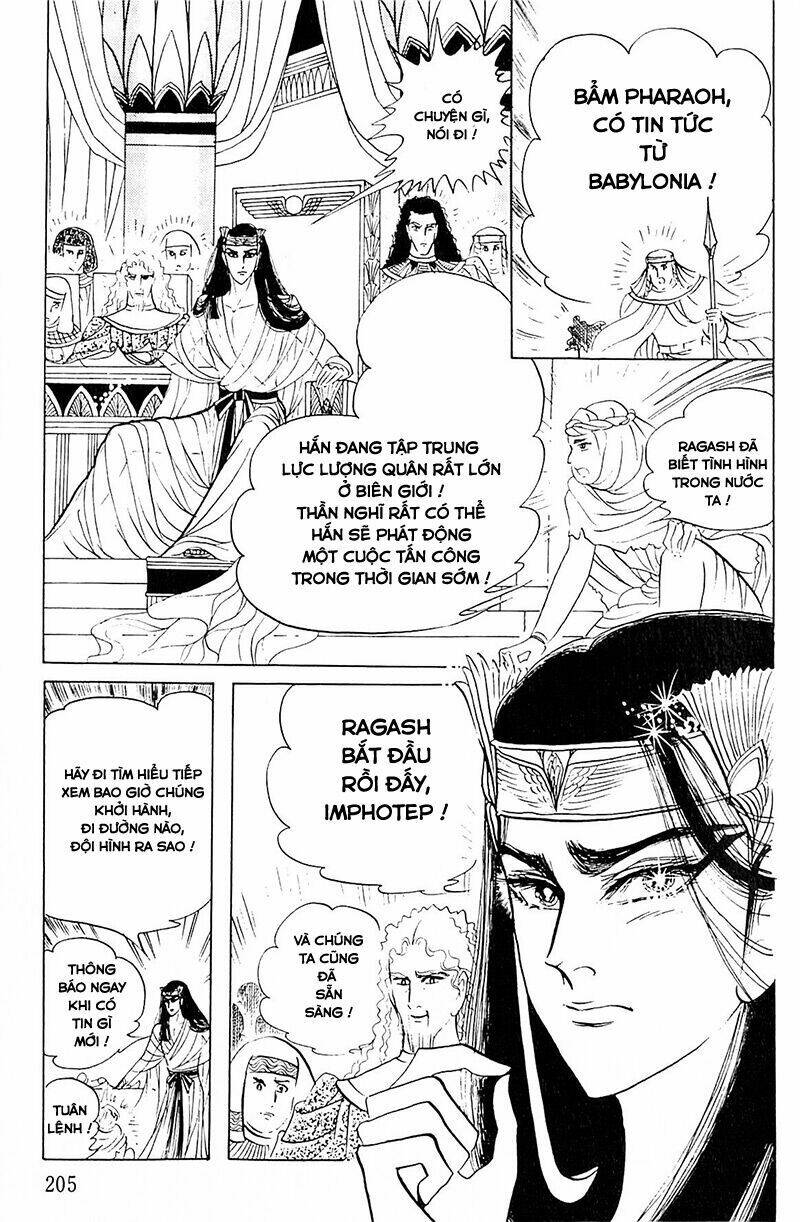 BẨM PHARAOH,
CÓ TIN TỨC
TỪ
BABYLONIA !
CÓ
CHUYỆN GÌ,
NÓI ĐI !
RAGASH ĐÃ
BIẾT TÌNH HÌNH
TRONG NƯỚC
TA !
HẮN ĐANG TẬP TRUNG
LỰC LƯỢNG QUÂN RẤT LỚN
Ở BIÊN GIỚI !
THẦN NGHĨ RẤT CÓ THỂ
HẮN SẼ PHÁT ĐỘNG
MỘT CUỘC TẤN CÔNG
TRONG THỜI GIAN SỚM !
RAGASH
BẮT ĐẦU
RỒI ĐẤY,
IMPHOTEP !
VÀ CHÚNG
TA CŨNG
ĐÃ
SẴN
SÀNG !
HÃY ĐI TÌM HIỂU TIẾP
XEM BAO GIỜ CHÚNG
KHỞI HÀNH,
ĐI ĐƯỜNG NÀO,
ĐỘI HÌNH RA SAO !
THÔNG
BÁO NGAY
KHI CÓ
TIN GÌ
MỚI !
TUÂN
LỆNH !
205